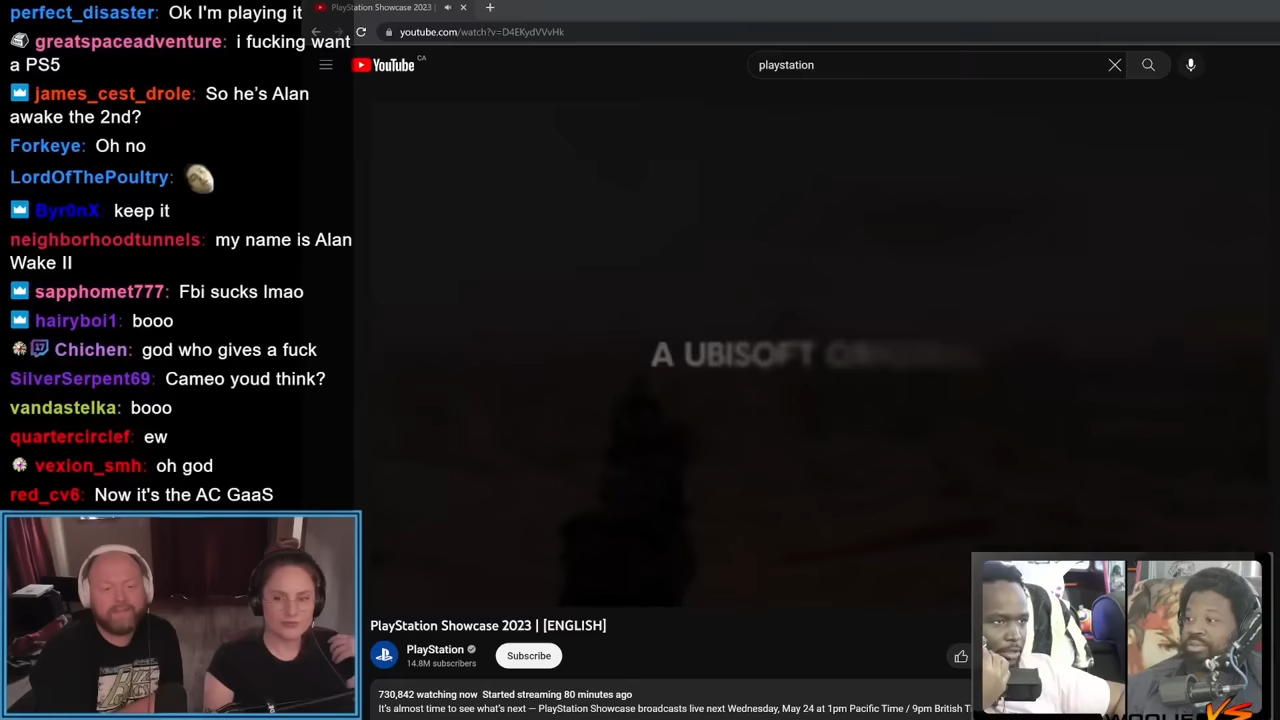 perfect_disaster: Ok I'm playing it
greatspaceadventure: i fucking want
a PS5
james_cest_drole: So he's Alan
awake the 2nd?
Forkeye: Oh no
LordOfThePoultry:
Byr0nX: keep it
neighborhoodtunnels: my name is Alan
Wake II
sapphomet777: Fbi sucks lmao
hairyboi1: booo
Chichen: god who gives a fuck
SilverSerpent69: Cameo youd think?
vandastelka: booo
quartercirclef: ew
vexion_smh: oh god
red_cv6: Now it's the AC GaaS
PlayStation Showcase 2023 |
youtube.com/watch?v=D4EKydVVvHk
YouTube CA
playstation
A UBISOFT ORIGINAL
PlayStation Showcase 2023 | [ENGLISH]
PlayStation
14.8M subscribers
Subscribe
730,842 watching now Started streaming 80 minutes ago
It's almost time to see what's next — PlayStation Showcase broadcasts live next Wednesday, May 24 at 1pm Pacific Time / 9pm British T
VS